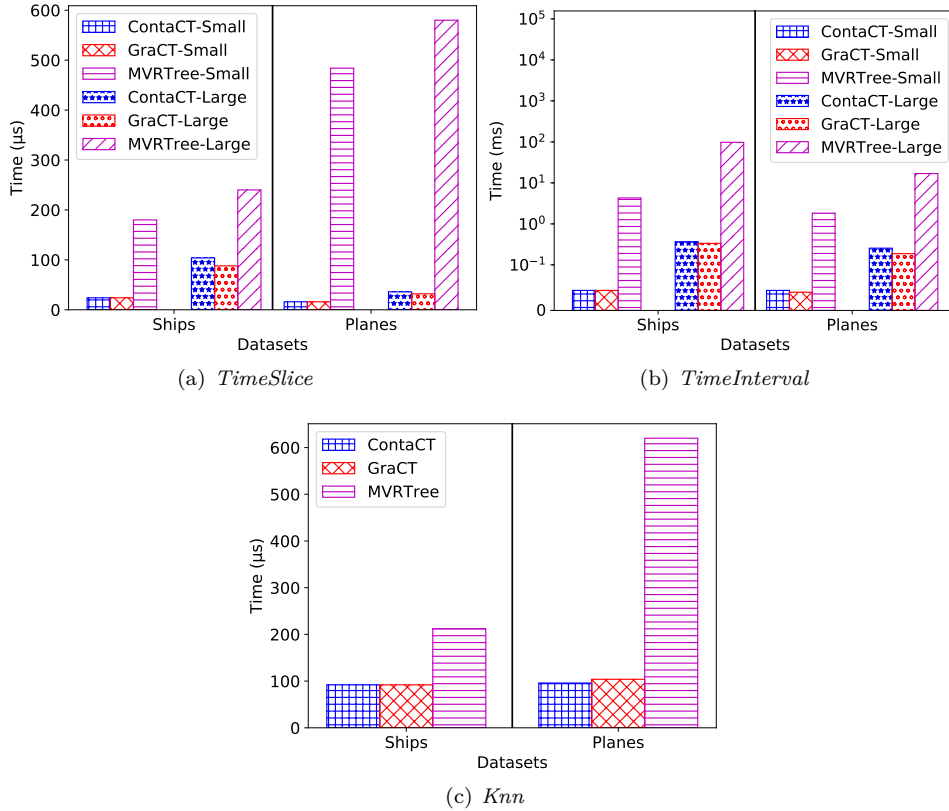 600
500
400
300
200
100
0
Time (µs)
ContaCT-Small
GraCT-Small
MVRTree-Small
ContaCT-Large
GraCT-Large
MVRTree-Large
Ships
Planes
Datasets
(a) TimeSlice
10^5
10^4
10^3
10^2
10^1
10^0
10^−1
0
Time (ms)
ContaCT-Small
GraCT-Small
MVRTree-Small
ContaCT-Large
GraCT-Large
MVRTree-Large
Ships
Planes
Datasets
(b) TimeInterval
600
500
400
300
200
100
0
Time (µs)
ContaCT
GraCT
MVRTree
Ships
Planes
Datasets
(c) Knn